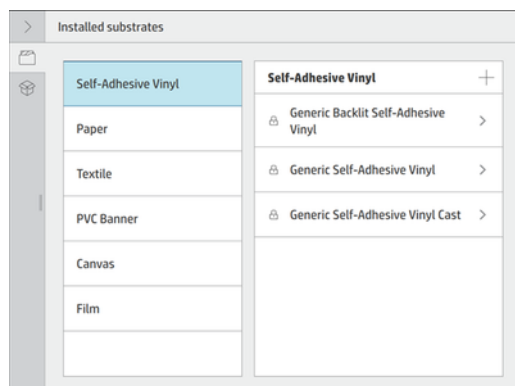 Installed substrates
Self-Adhesive Vinyl
Paper
Textile
PVC Banner
Canvas
Film
Self-Adhesive Vinyl
Generic Backlit Self-Adhesive
Vinyl
Generic Self-Adhesive Vinyl
Generic Self-Adhesive Vinyl Cast